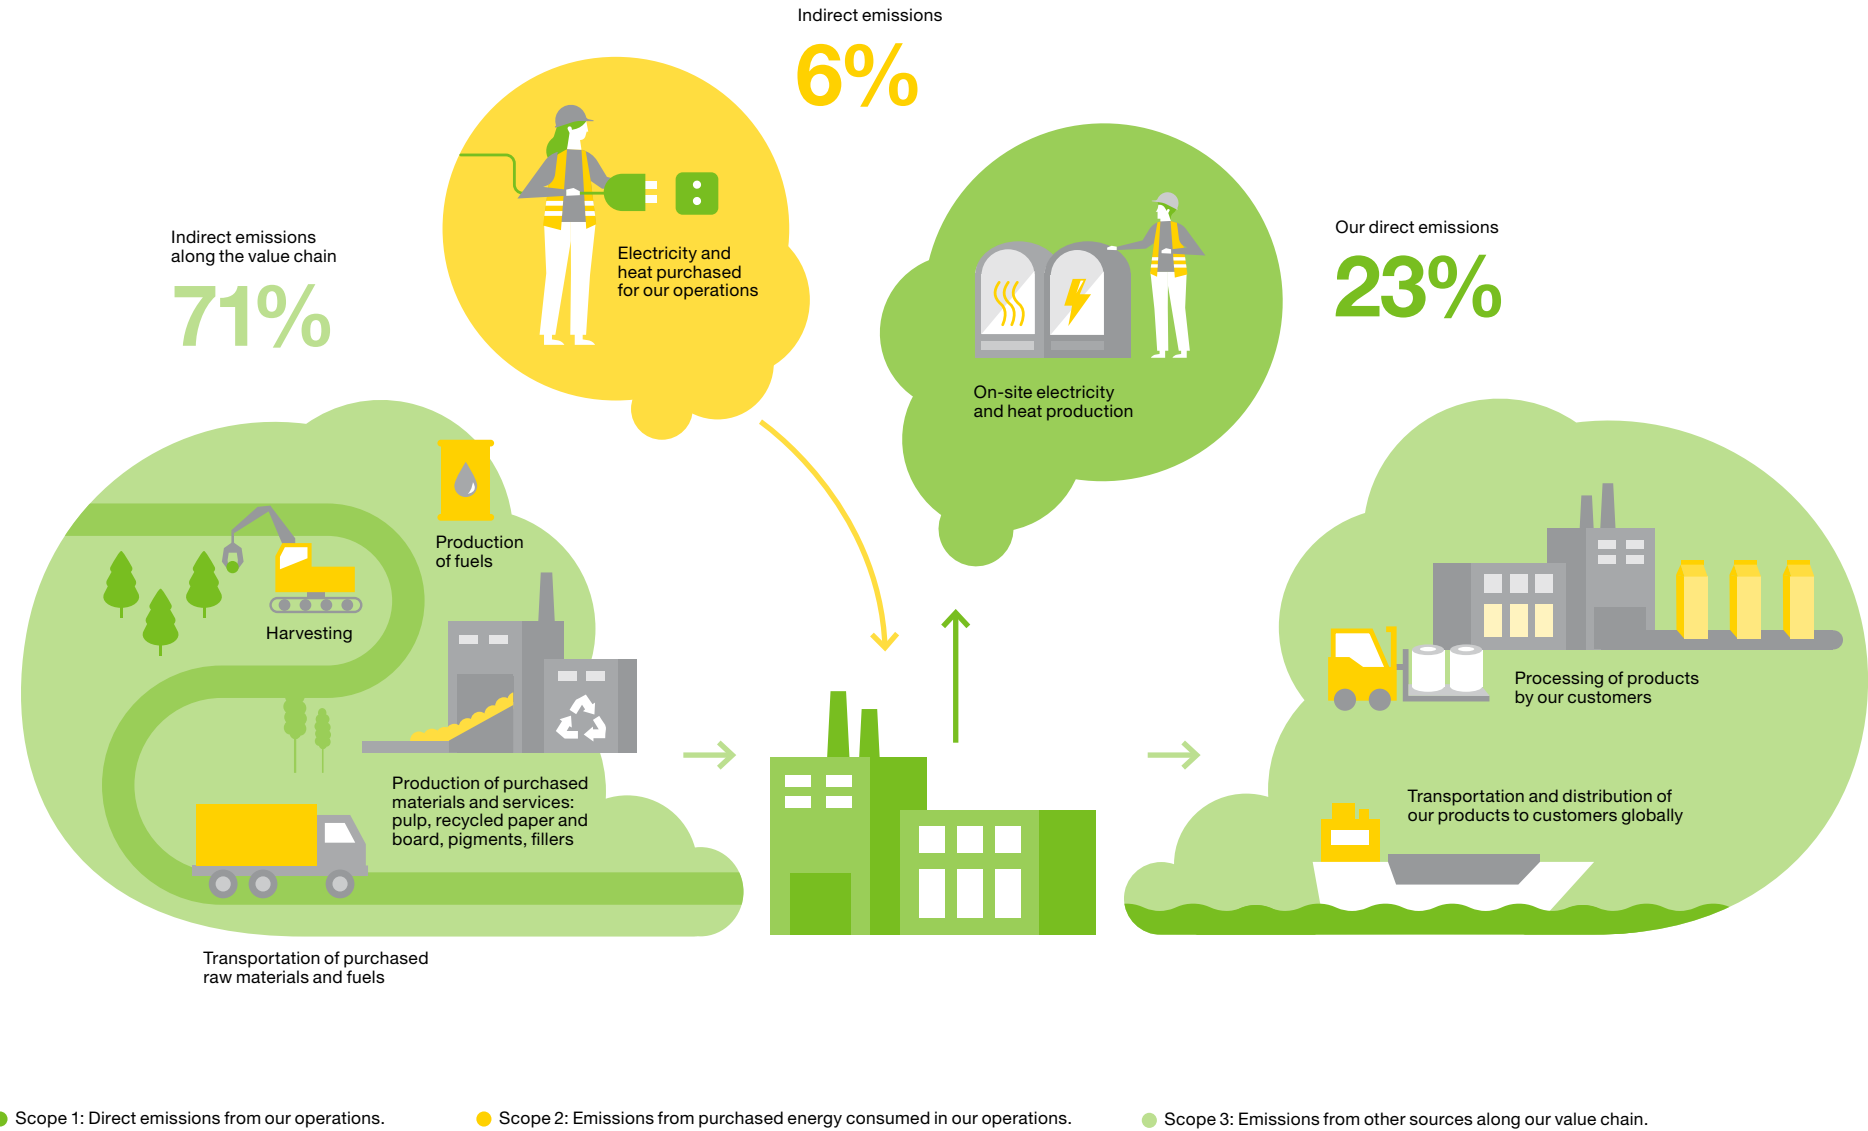 Indirect emissions
6%
Indirect emissions
along the value chain
71%
Electricity and
heat purchased
for our operations
Our direct emissions
23%
On-site electricity
and heat production
Production
of fuels
Harvesting
Production of purchased
materials and services:
pulp, recycled paper and
board, pigments, fillers
Transportation of purchased
raw materials and fuels
Processing of products
by our customers
Transportation and distribution of
our products to customers globally
Scope 1: Direct emissions from our operations.
Scope 2: Emissions from purchased energy consumed in our operations.
Scope 3: Emissions from other sources along our value chain.